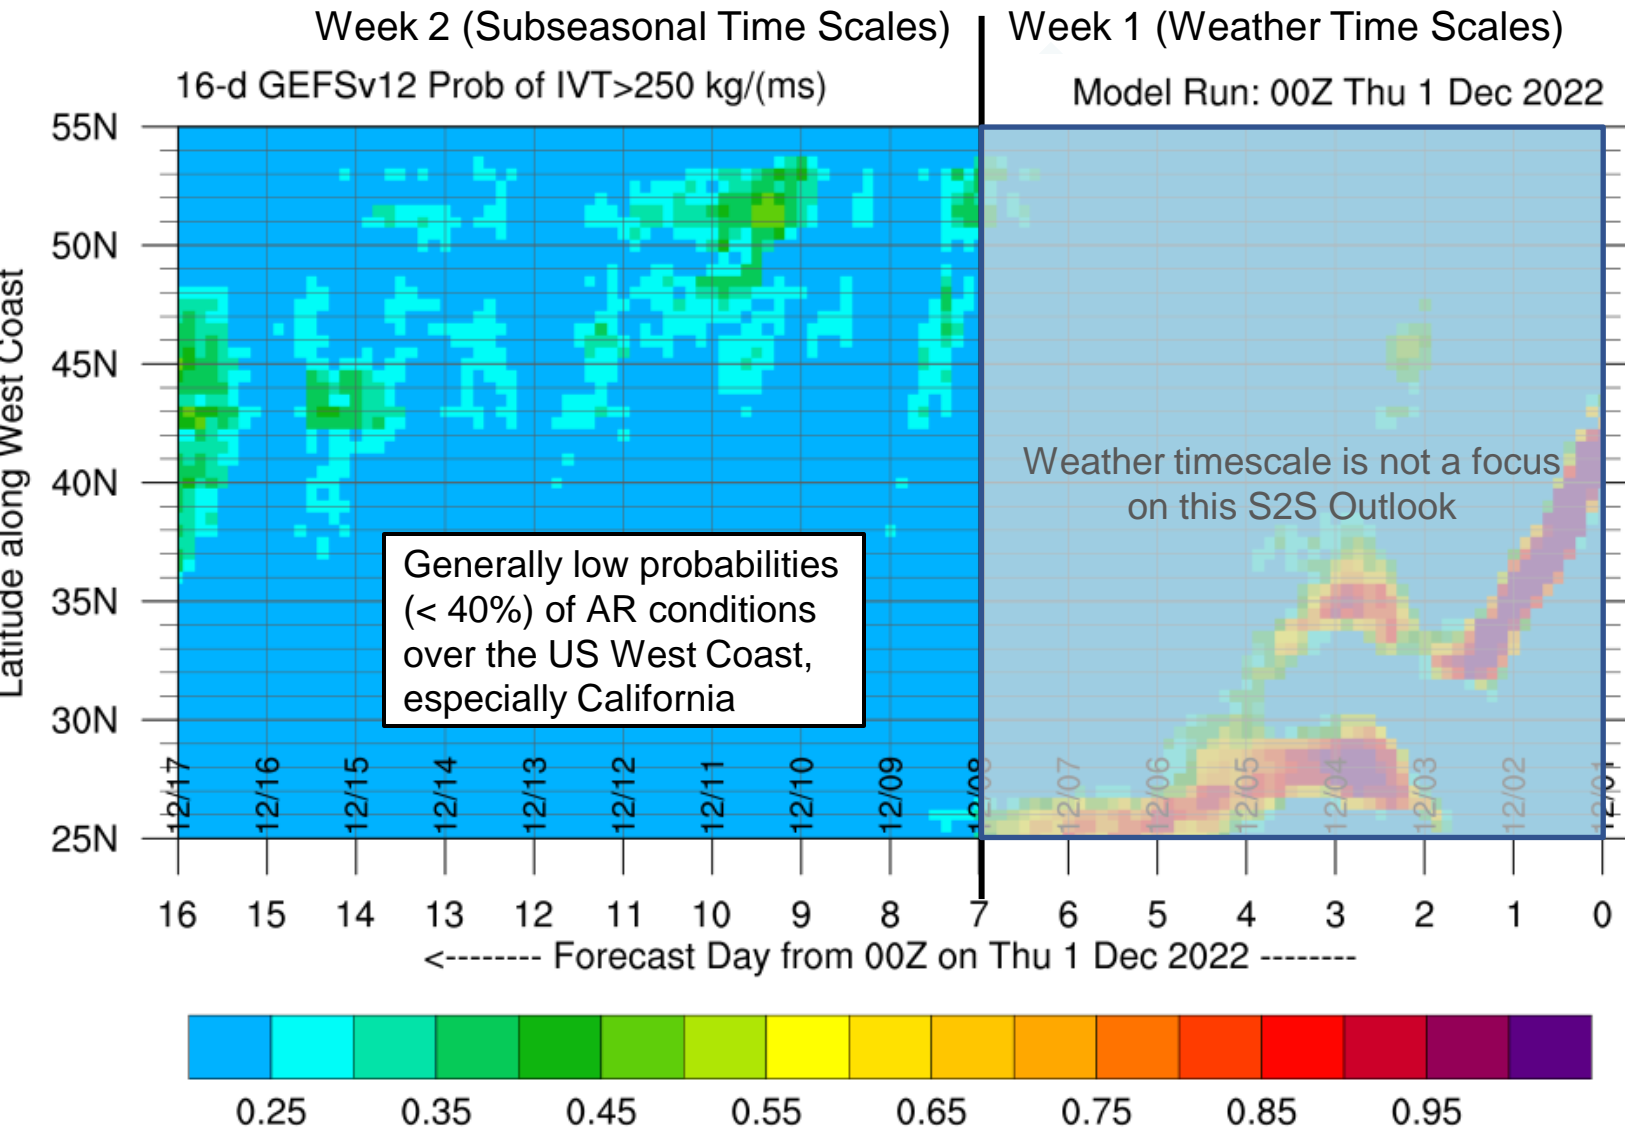 Week 2 (Subseasonal Time Scales)
Week 1 (Weather Time Scales)
16-d GEFSv12 Prob of IVT>250 kg/(ms)
Model Run: 00Z Thu 1 Dec 2022
55N
50N
45N
40N
35N
30N
25N
Latitude along West Coast
Weather timescale is not a focus
on this S2S Outlook
Generally low probabilities
(< 40%) of AR conditions
over the US West Coast,
especially California
12/17
12/16
12/15
12/14
12/13
12/12
12/11
12/10
12/09
12/08
12/07
12/06
12/05
12/04
12/03
12/02
12/01
16 15 14 13 12 11 10 9 8 7 6 5 4 3 2 1 0
<-------- Forecast Day from 00Z on Thu 1 Dec 2022 --------
0.25 0.35 0.45 0.55 0.65 0.75 0.85 0.95